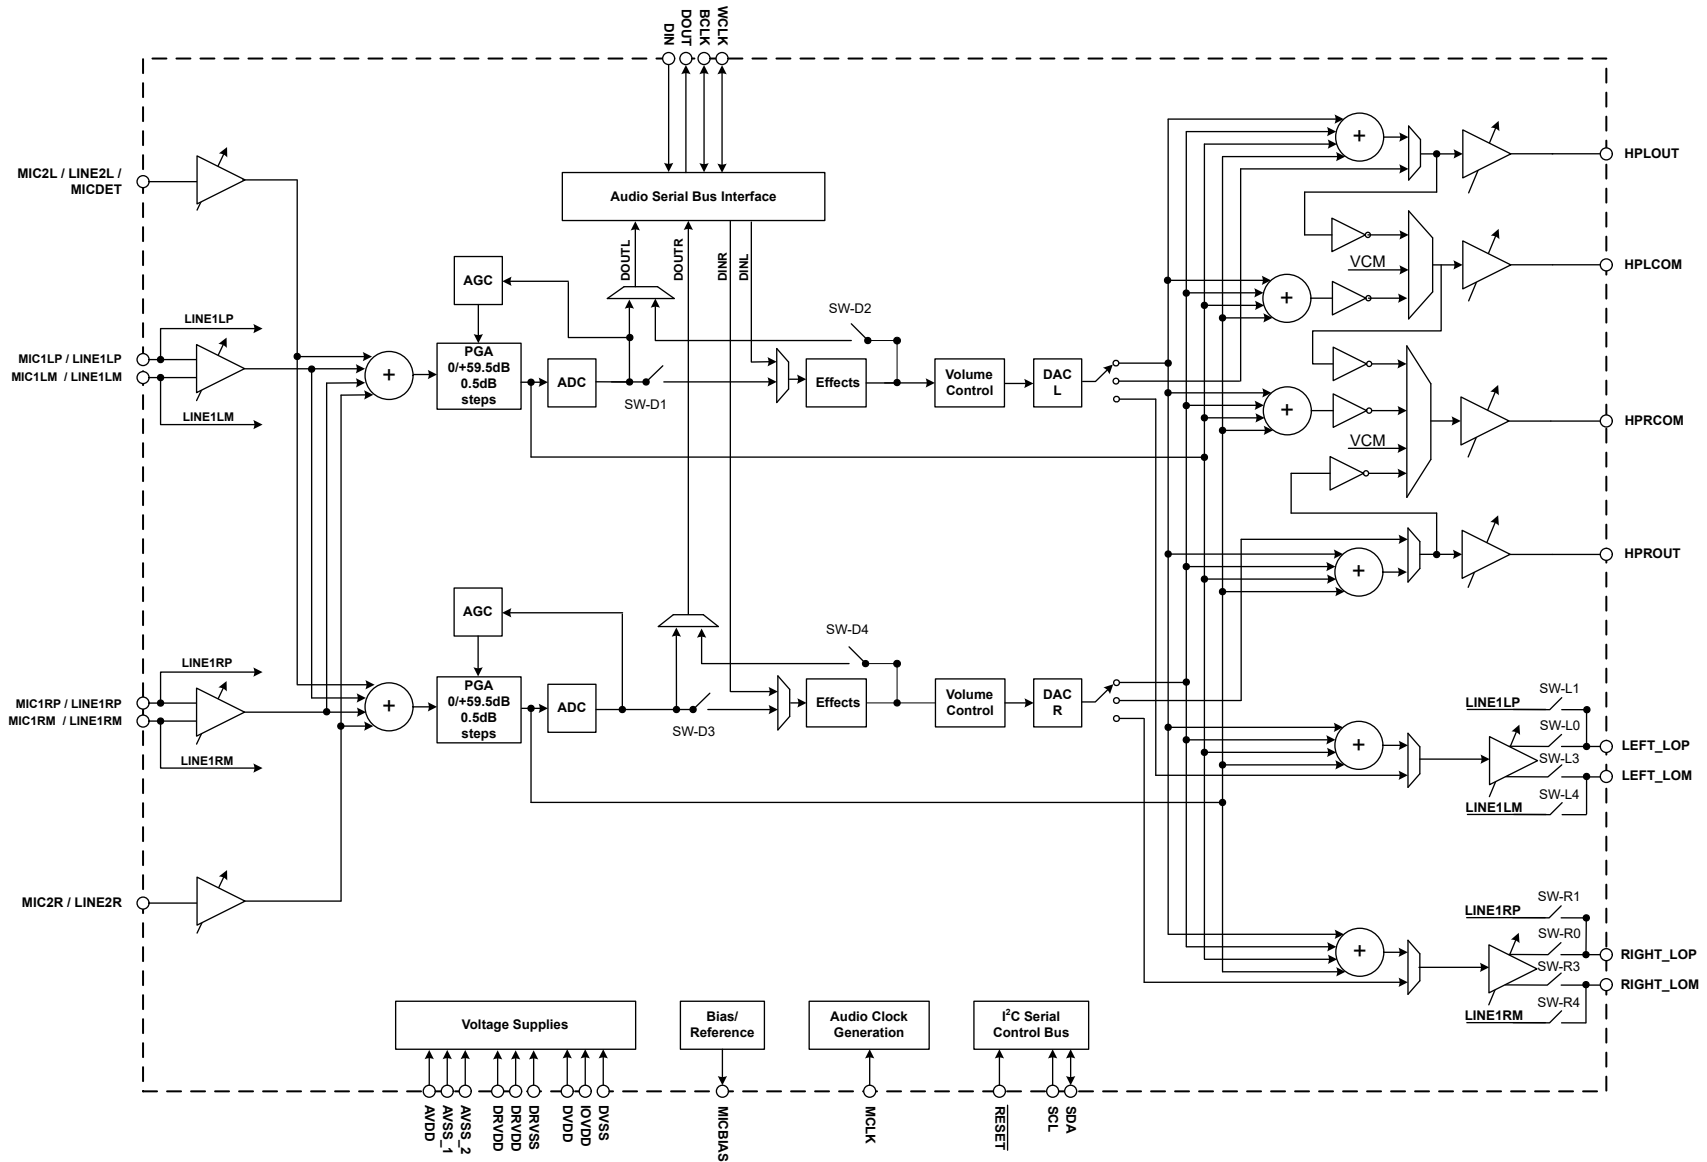 DIN
DOUT
BCLK
WCLK
MIC2L / LINE2L /
MICDET
Audio Serial Bus Interface
DOUTL
DOUTR
DINR
DINL
AGC
LINE1LP
MIC1LP / LINE1LP
MIC1LM / LINE1LM
LINE1LM
+
PGA
0/+59.5dB
0.5dB
steps
ADC
SW-D1
SW-D2
Effects
Volume
Control
DAC
L
+
HPLOUT
VCM
+
HPLCOM
+
VCM
HPRCOM
+
HPROUT
AGC
LINE1RP
MIC1RP / LINE1RP
MIC1RM / LINE1RM
LINE1RM
+
PGA
0/+59.5dB
0.5dB
steps
ADC
SW-D3
SW-D4
Effects
Volume
Control
DAC
R
+
LINE1LP
SW-L1
SW-L0
LEFT_LOP
SW-L3
LEFT_LOM
SW-L4
LINE1LM
MIC2R / LINE2R
+
LINE1RP
SW-R1
SW-R0
RIGHT_LOP
SW-R3
RIGHT_LOM
SW-R4
LINE1RM
Voltage Supplies
Bias/
Reference
Audio Clock
Generation
I²C Serial
Control Bus
AVDD
AVSS_1
AVSS_2
DRVDD
DRVDD
DRVSS
DVDD
IOVDD
DVSS
MICBIAS
MCLK
RESET
SCL
SDA